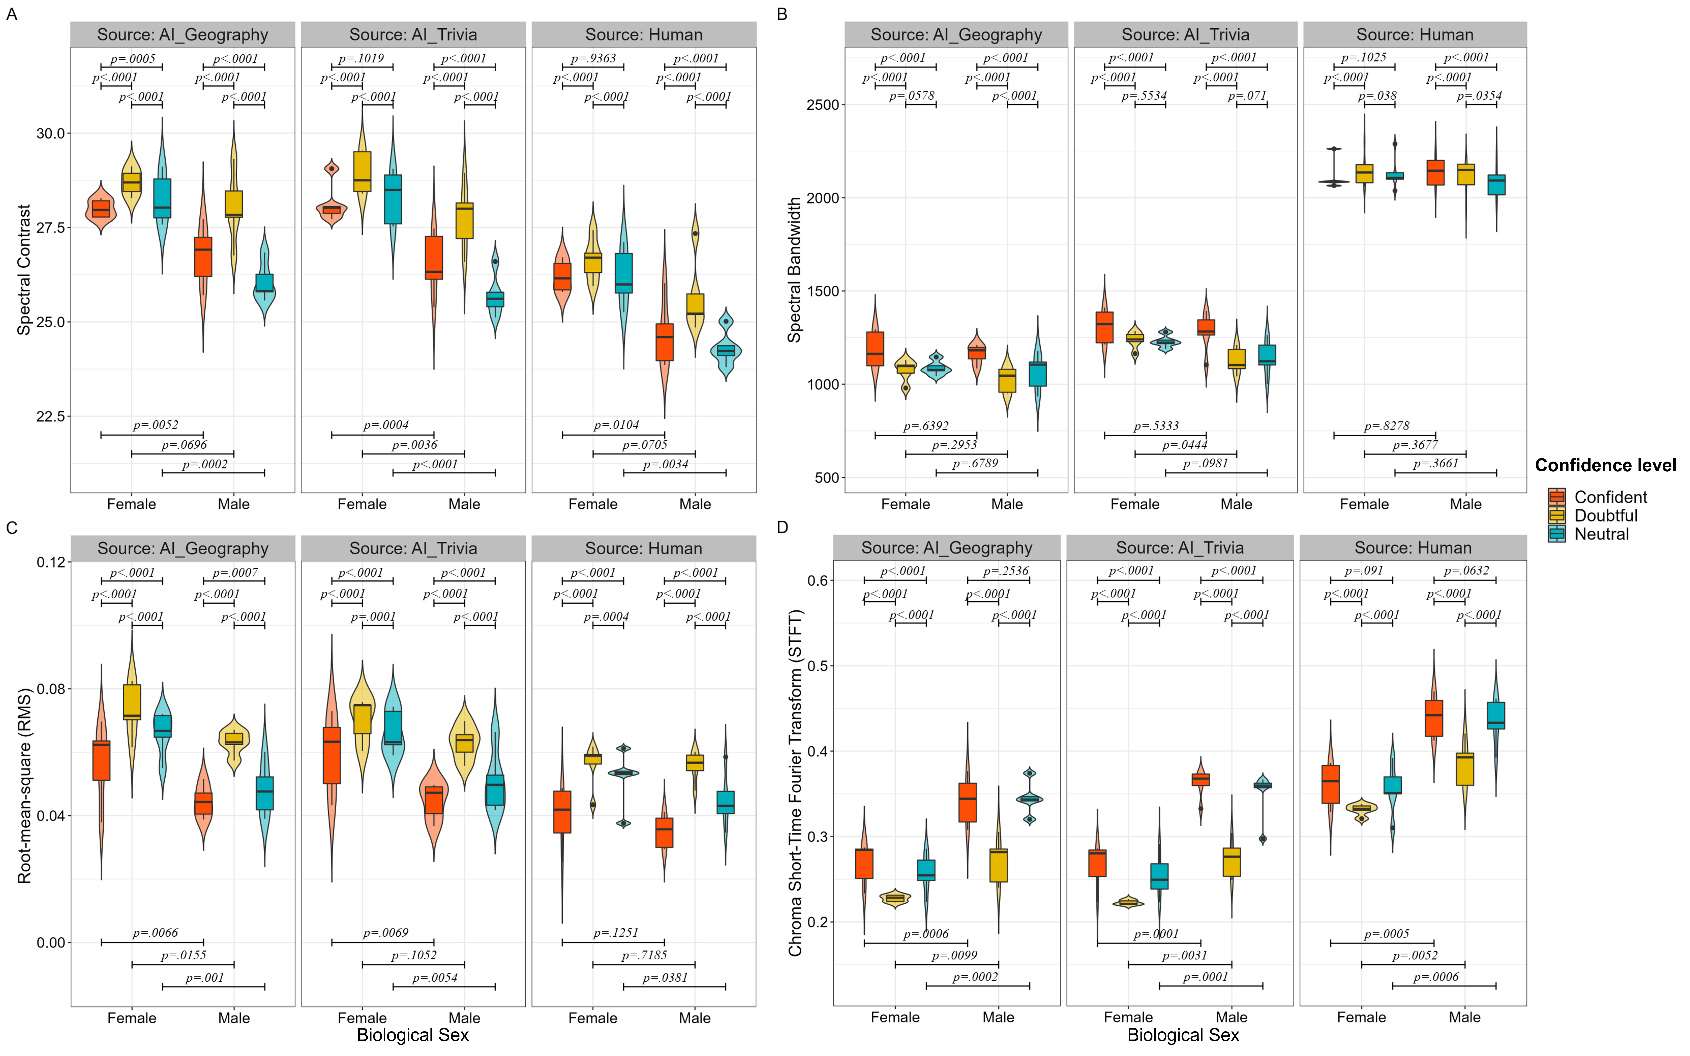 A
Source: AI_Geography
Source: AI_Trivia
Source: Human
p=.0005
p<.0001
p=.1019
p<.0001
p=.9363
p<.0001
p<.0001
p<.0001
p<.0001
p<.0001
p<.0001
p<.0001
p<.0001
p<.0001
p<.0001
p<.0001
p<.0001
p<.0001
30.0
27.5
25.0
22.5
Spectral Contrast
p=.0052
p=.0004
p=.0104
p=.0696
p=.0036
p=.0705
p=.0002
p<.0001
p=.0034
Female
Male
Female
Male
Female
Male
B
Source: AI_Geography
Source: AI_Trivia
Source: Human
p<.0001
p<.0001
p<.0001
p<.0001
p=.1025
p<.0001
p<.0001
p<.0001
p<.0001
p<.0001
p<.0001
p<.0001
p=.0578
p<.0001
p=.5534
p=.071
p=.038
p=.0354
2500
2000
1500
1000
500
Spectral Bandwidth
p=.6392
p=.5333
p=.8278
p=.2953
p=.0444
p=.3677
p=.6789
p=.0981
p=.3661
Female
Male
Female
Male
Female
Male
Confidence level
Confident
Doubtful
Neutral
C
Source: AI_Geography
Source: AI_Trivia
Source: Human
p<.0001
p=.0007
p<.0001
p<.0001
p<.0001
p<.0001
p<.0001
p<.0001
p<.0001
p<.0001
p<.0001
p<.0001
p<.0001
p<.0001
p=.0001
p<.0001
p=.0004
p<.0001
0.12
0.08
0.04
0.00
Root-mean-square (RMS)
p=.0066
p=.0069
p=.1251
p=.0155
p=.1052
p=.7185
p=.001
p=.0054
p=.0381
Female
Male
Female
Male
Female
Male
Biological Sex
D
Source: AI_Geography
Source: AI_Trivia
Source: Human
p<.0001
p=.2536
p<.0001
p<.0001
p=.091
p=.0632
p<.0001
p<.0001
p<.0001
p<.0001
p<.0001
p<.0001
p<.0001
p<.0001
p<.0001
p<.0001
p<.0001
p<.0001
0.6
0.5
0.4
0.3
0.2
Chroma Short-Time Fourier Transform (STFT)
p=.0006
p=.0001
p=.0005
p=.0099
p=.0031
p=.0052
p=.0002
p=.0001
p=.0006
Female
Male
Female
Male
Female
Male
Biological Sex